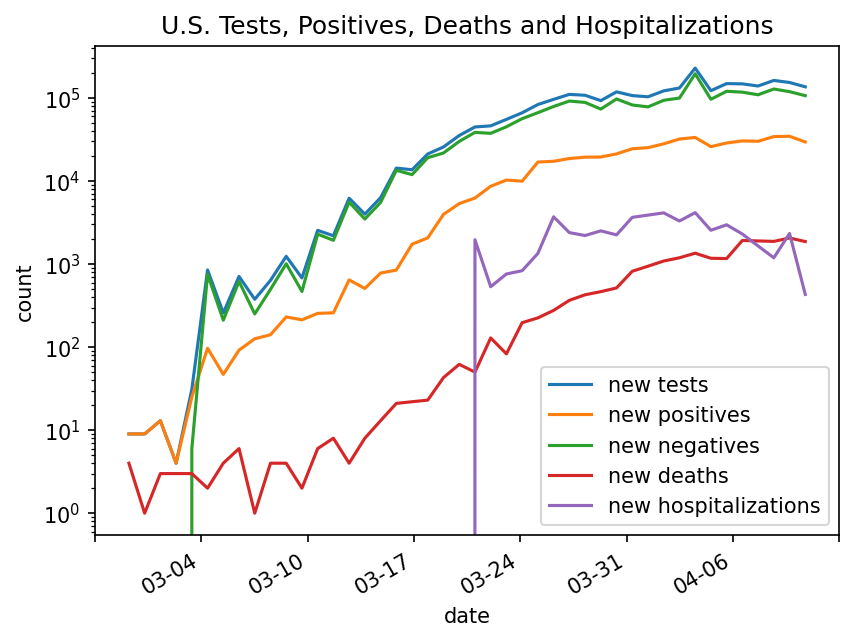 U.S. Tests, Positives, Deaths and Hospitalizations
10^5
10^4
10^3
10^2
10^1
10^0
count
new tests
new positives
new negatives
new deaths
new hospitalizations
03-04
03-10
03-17
03-24
03-31
04-06
date